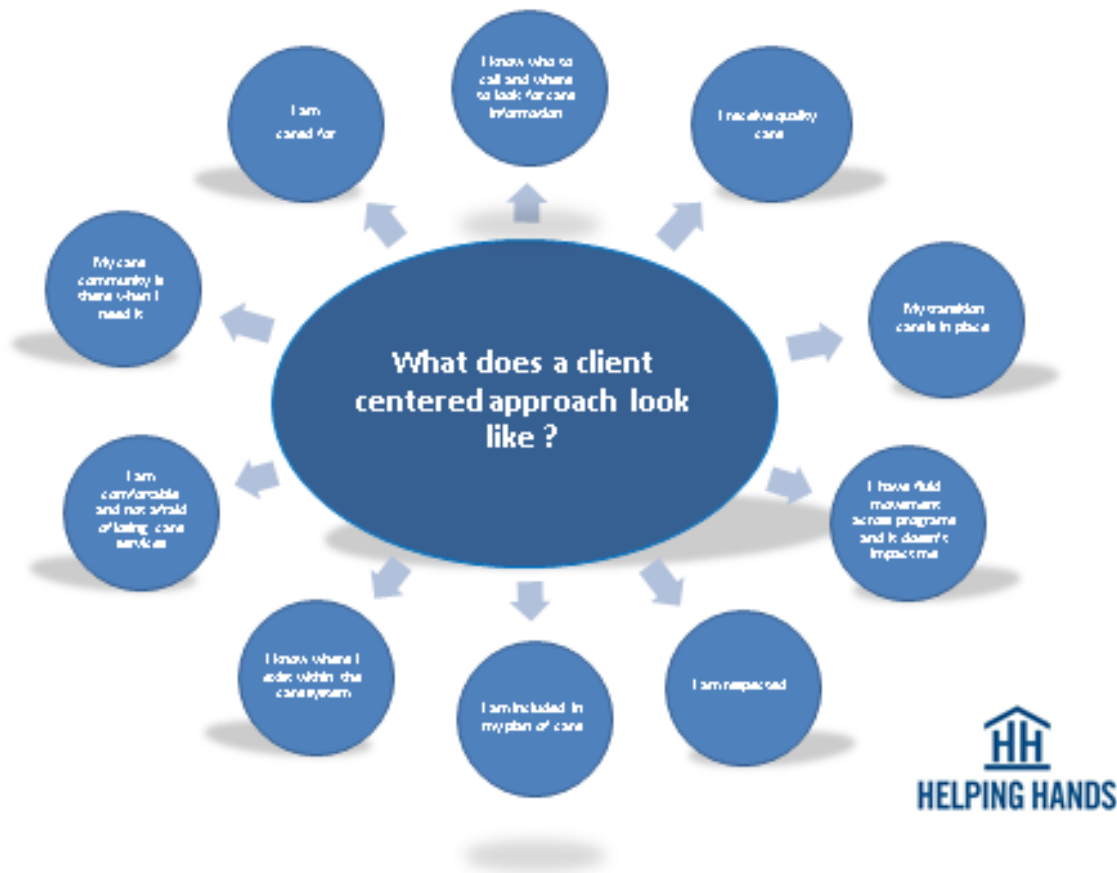 I know who to
call and where
to look for care
information
I receive quality
care
My transition
care is in place
I have fluid
movement
across programs
and it doesn't
impact me
I am respected
I am included in
my plan of care
I know where I
exist within the
care system
I am
comfortable
and not afraid
of losing care
services
My care
community is
there when I
need it
I am
cared for
What does a client
centered approach look
like ?
HH
HELPING HANDS